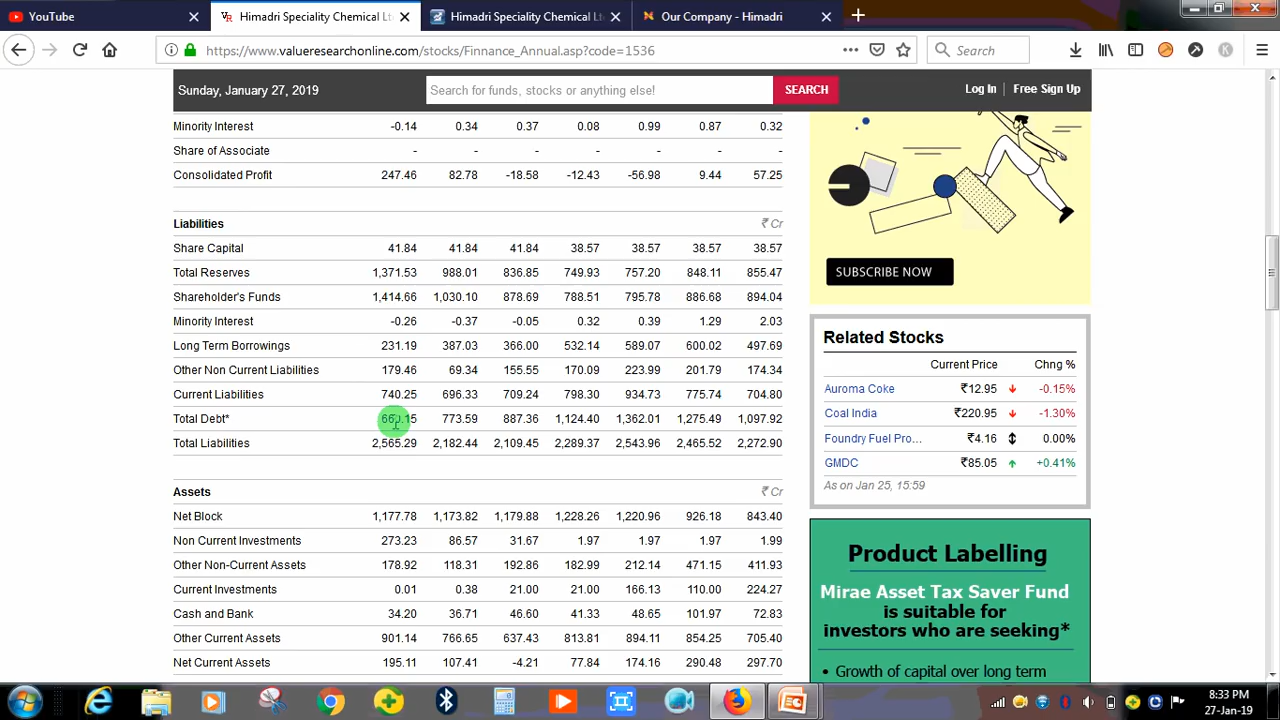 YouTube
Himadri Speciality Chemical Lt
Himadri Speciality Chemical Lt
Our Company - Himadri
https://www.valueresearchonline.com/stocks/Finnance_Annual.asp?code=1536
Search
Sunday, January 27, 2019
Search for funds, stocks or anything else!
SEARCH
Log In | Free Sign Up
Minority Interest -0.14 0.34 0.37 0.08 0.99 0.87 0.32
Share of Associate - - - - - - -
Consolidated Profit 247.46 82.78 -18.58 -12.43 -56.98 9.44 57.25
Liabilities ₹ Cr
Share Capital 41.84 41.84 41.84 38.57 38.57 38.57 38.57
Total Reserves 1,371.53 988.01 836.85 749.93 757.20 848.11 855.47
Shareholder's Funds 1,414.66 1,030.10 878.69 788.51 795.78 886.68 894.04
Minority Interest -0.26 -0.37 -0.05 0.32 0.39 1.29 2.03
Long Term Borrowings 231.19 387.03 366.00 532.14 589.07 600.02 497.69
Other Non Current Liabilities 179.46 69.34 155.55 170.09 223.99 201.79 174.34
Current Liabilities 740.25 696.33 709.24 798.30 934.73 775.74 704.80
Total Debt* 773.59 887.36 1,124.40 1,362.01 1,275.49 1,097.92
Total Liabilities 2,565.29 2,182.44 2,109.45 2,289.37 2,543.96 2,465.52 2,272.90
Assets ₹ Cr
Net Block 1,177.78 1,173.82 1,179.88 1,228.26 1,220.96 926.18 843.40
Non Current Investments 273.23 86.57 31.67 1.97 1.97 1.97 1.99
Other Non-Current Assets 178.92 118.31 192.86 182.99 212.14 471.15 411.93
Current Investments 0.01 0.38 21.00 21.00 166.13 110.00 224.27
Cash and Bank 34.20 36.71 46.60 41.33 48.65 101.97 72.83
Other Current Assets 901.14 766.65 637.43 813.81 894.11 854.25 705.40
Net Current Assets 195.11 107.41 -4.21 77.84 174.16 290.48 297.70
SUBSCRIBE NOW
Related Stocks
Current Price Chng %
Auroma Coke ₹12.95 -0.15%
Coal India ₹220.95 -1.30%
Foundry Fuel Pro... ₹4.16 0.00%
GMDC ₹85.05 +0.41%
As on Jan 25, 15:59
Product Labelling
Mirae Asset Tax Saver Fund
is suitable for
investors who are seeking*
• Growth of capital over long term
8:33 PM
27-Jan-19